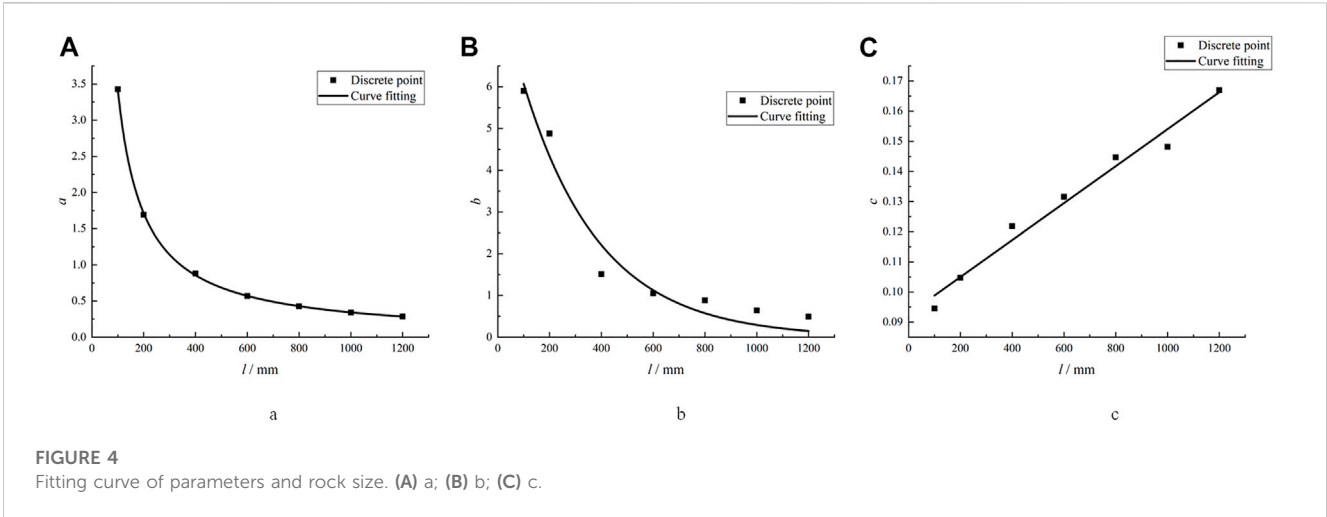 A
Discrete point
Curve fitting
3.5
3.0
2.5
2.0
1.5
1.0
0.5
0.0
a
0 200 400 600 800 1000 1200
l / mm
a
B
Discrete point
Curve fitting
6
5
4
3
2
1
0
b
0 200 400 600 800 1000 1200
l / mm
b
C
Discrete point
Curve fitting
0.17
0.16
0.15
0.14
0.13
0.12
0.11
0.10
0.09
c
0 200 400 600 800 1000 1200
l / mm
c
FIGURE 4
Fitting curve of parameters and rock size. (A) a; (B) b; (C) c.